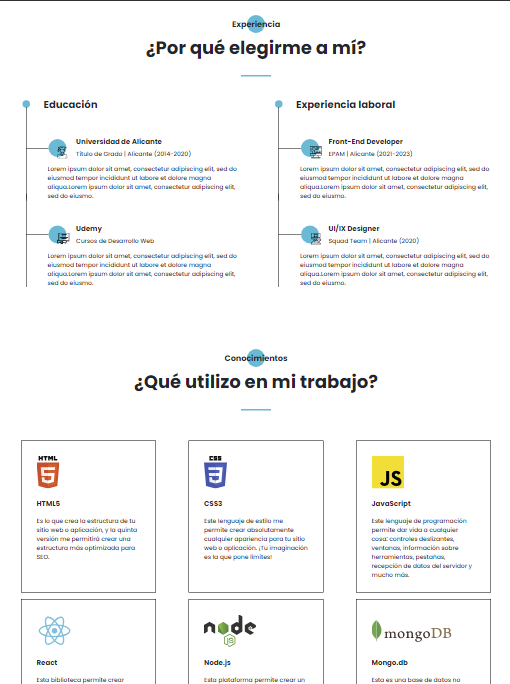 Experiencia
¿Por qué elegirme a mí?
Educación
Universidad de Alicante
Título de Grado | Alicante (2014-2020)
Lorem ipsum dolor sit amet, consectetur adipiscing elit, sed do
eiusmod tempor incididunt ut labore et dolore magna
aliqua.Lorem ipsum dolor sit amet, consectetur adipiscing elit,
sed do eiusmo.
Udemy
Cursos de Desarrollo Web
Lorem ipsum dolor sit amet, consectetur adipiscing elit, sed do
eiusmod tempor incididunt ut labore et dolore magna
aliqua.Lorem ipsum dolor sit amet, consectetur adipiscing elit,
sed do eiusmo.
Experiencia laboral
Front-End Developer
EPAM | Alicante (2021-2023)
Lorem ipsum dolor sit amet, consectetur adipiscing elit, sed do
eiusmod tempor incididunt ut labore et dolore magna
aliqua.Lorem ipsum dolor sit amet, consectetur adipiscing elit,
sed do eiusmo.
UI/IX Designer
Squad Team | Alicante (2020)
Lorem ipsum dolor sit amet, consectetur adipiscing elit, sed do
eiusmod tempor incididunt ut labore et dolore magna
aliqua.Lorem ipsum dolor sit amet, consectetur adipiscing elit,
sed do eiusmo.
Conocimientos
¿Qué utilizo en mi trabajo?
HTML
5
HTML5
Es lo que crea la estructura de tu
sitio web o aplicación, y la quinta
versión me permitirá crear una
estructura más optimizada para
SEO.
CSS
3
CSS3
Este lenguaje de estilo me
permite crear absolutamente
cualquier apariencia para tu sitio
web o aplicación. ¡Tu imaginación
es la que pone límites!
JS
JavaScript
Este lenguaje de programación
permite dar vida a cualquier
cosa: controles deslizantes,
ventanas, información sobre
herramientas, pestañas,
recepción de datos del servidor y
mucho más.
React
Esta biblioteca permite crear
node
JS
Node.js
Esta plataforma permite crear un
mongoDB
Mongo.db
Esta es una base de datos no